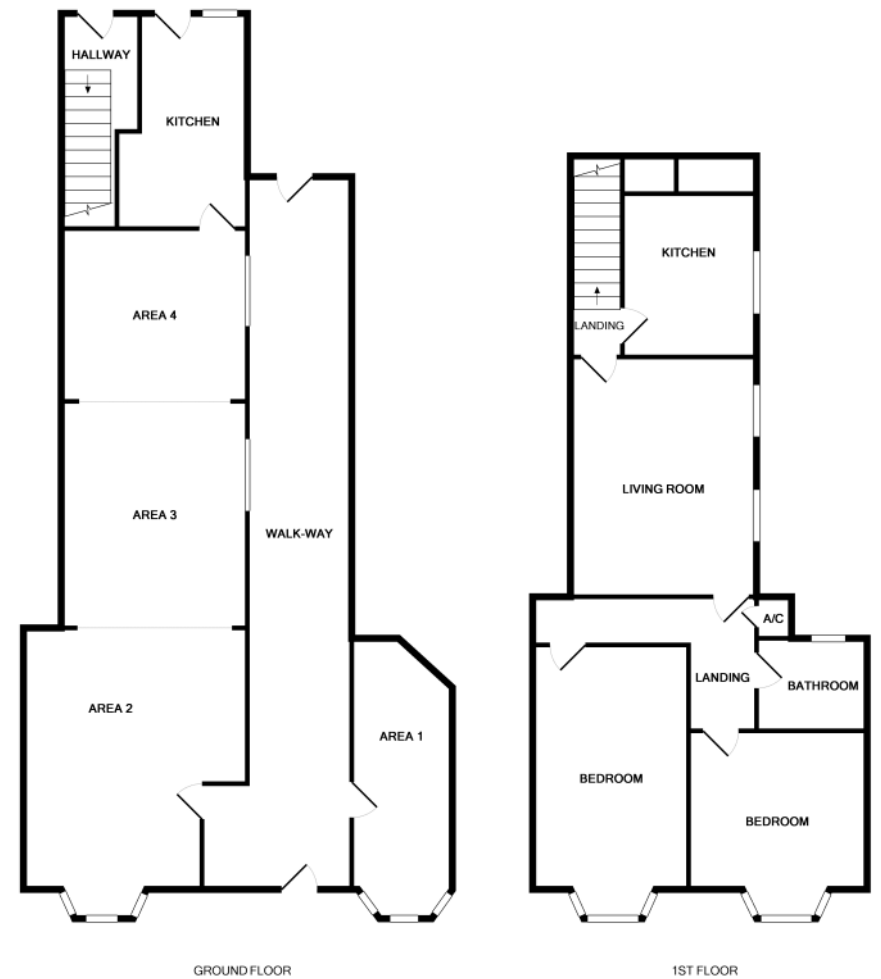 HALLWAY
KITCHEN
AREA 4
AREA 3
WALK-WAY
AREA 2
AREA 1
GROUND FLOOR
KITCHEN
LANDING
LIVING ROOM
A/C
LANDING
BATHROOM
BEDROOM
BEDROOM
1ST FLOOR